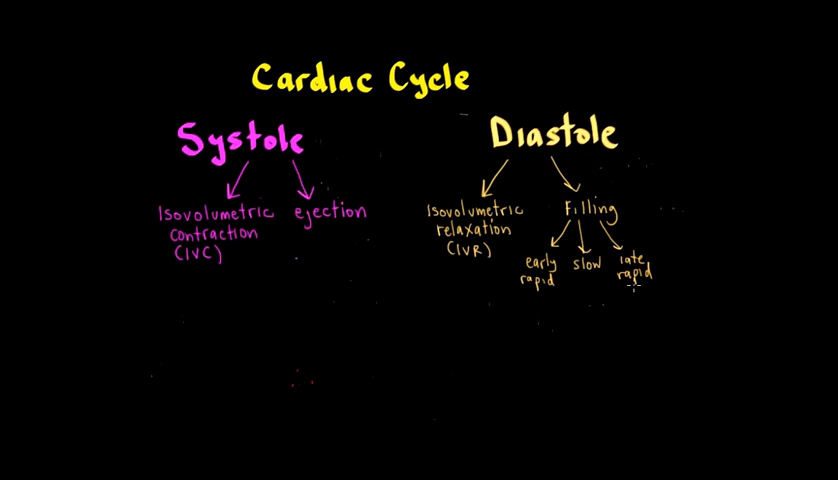 Cardiac Cycle
Systole
Diastole
Isovolumetric
contraction
(IVC)
ejection
Isovolumetric
relaxation
(IVR)
Filling
early
rapid
slow
late
rapid